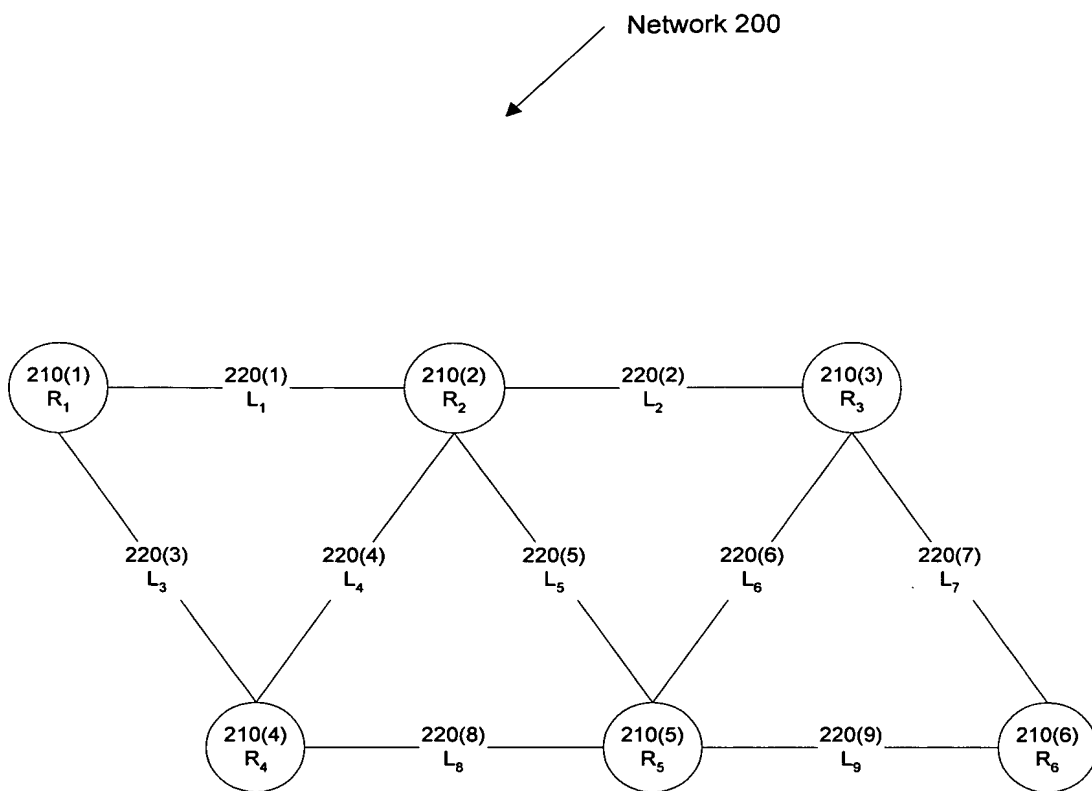 Network 200
210(1)
R₁
220(1)
L₁
210(2)
R₂
220(2)
L₂
210(3)
R₃
220(3)
L₃
220(4)
L₄
220(5)
L₅
220(6)
L₆
220(7)
L₇
210(4)
R₄
220(8)
L₈
210(5)
R₅
220(9)
L₉
210(6)
R₆